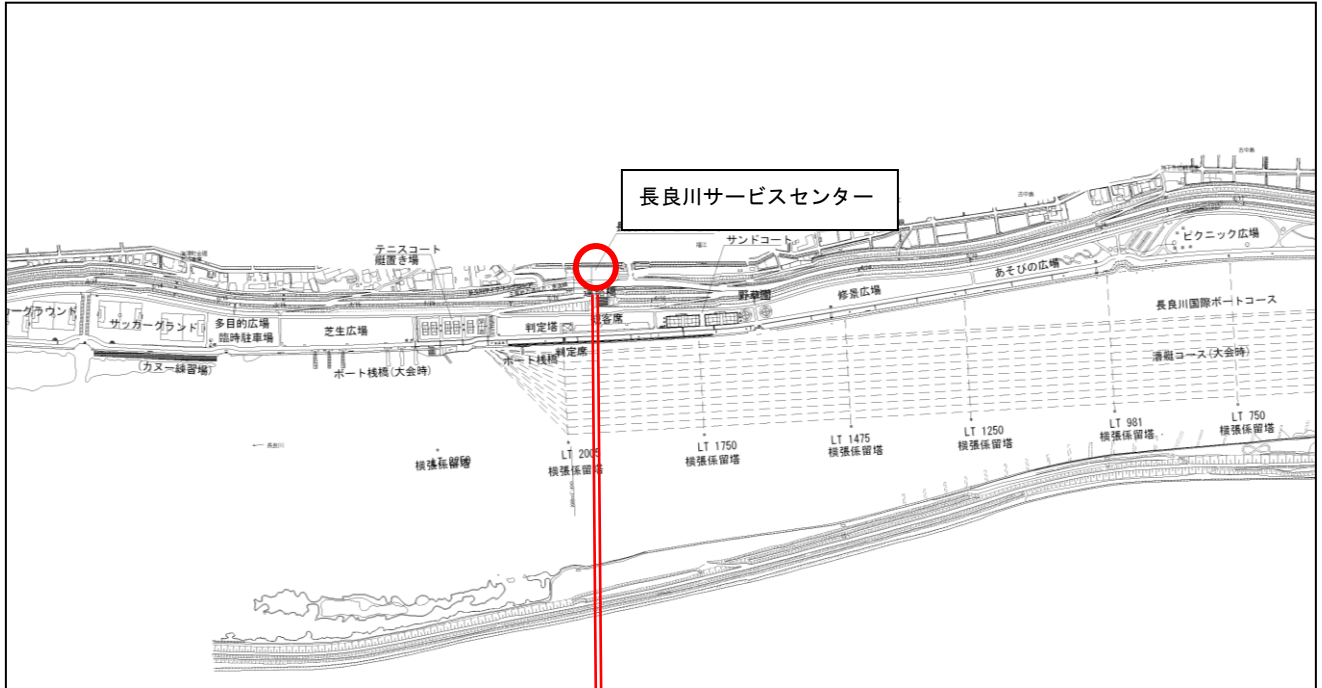 長良川サービスセンター
サンドコート
テニスコート
艇置き場
ピクニック広場
あそびの広場
修景広場
野草園
サッカーグランド
多目的広場
臨時駐車場
芝生広場
判定塔
判定席
ボート桟橋
(カヌー練習場)
ボート桟橋(大会時)
長良川国際ボートコース
漕艇コース(大会時)
← 長良川
LT 2005
横張係留塔
LT 1750
横張係留塔
LT 1475
横張係留塔
LT 1250
横張係留塔
LT 981
横張係留塔
LT 750
横張係留塔
横張係留塔